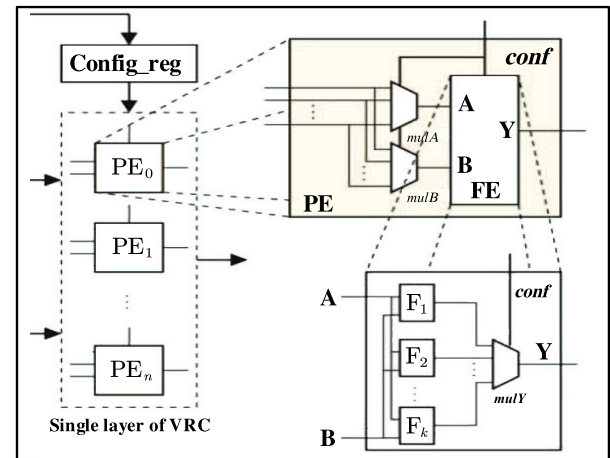 Config_reg
PE0
PE1
PEn
Single layer of VRC
conf
A
mulA
Y
B
mulB
FE
PE
conf
A
F1
F2
Y
mulY
Fk
B